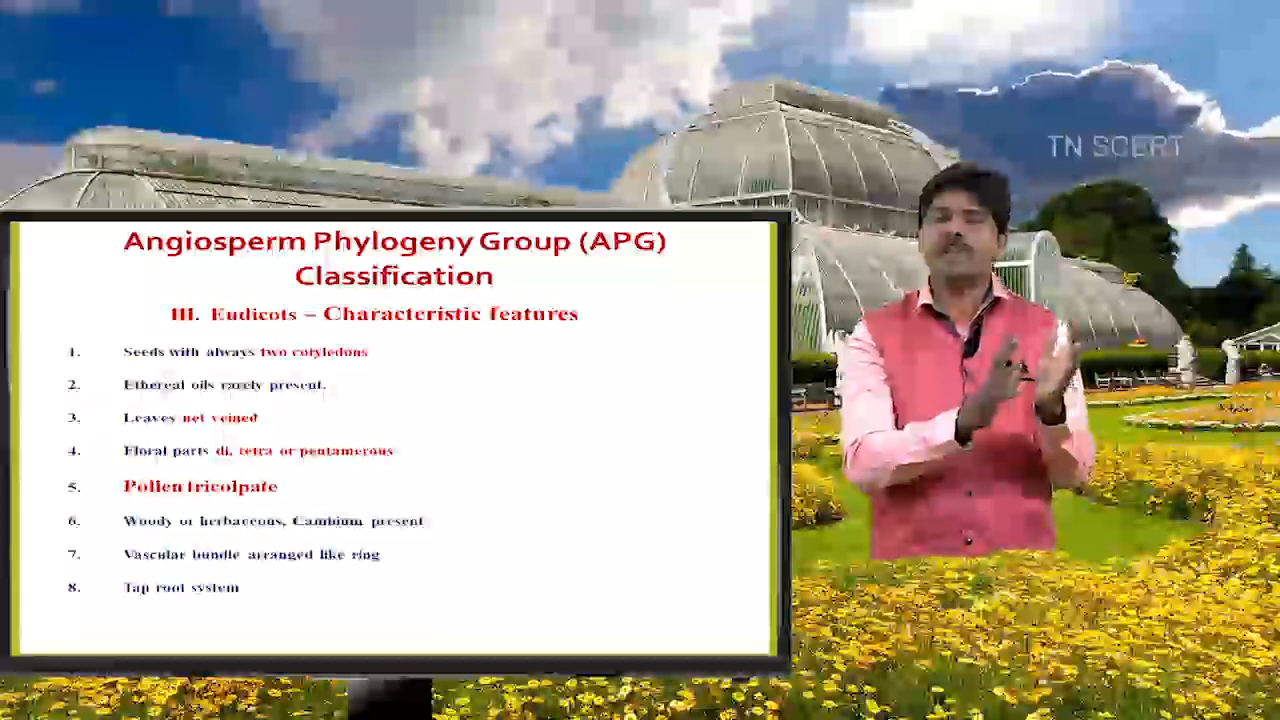 TN SCERT
Angiosperm Phylogeny Group (APG)
Classification
III. Eudicots – Characteristic features
1. Seeds with always two cotyledons
2. Ethereal oils rarely present.
3. Leaves net veined
4. Floral parts di, tetra or pentamerous
5. Pollen tricolpate
6. Woody or herbaceous, Cambium present
7. Vascular bundle arranged like ring
8. Tap root system